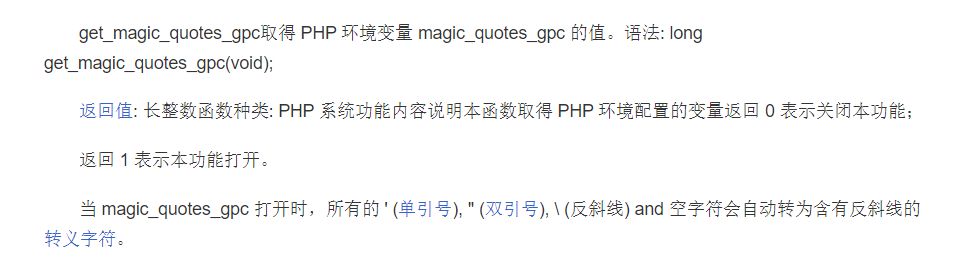 get_magic_quotes_gpc取得 PHP 环境变量 magic_quotes_gpc 的值。语法: long
get_magic_quotes_gpc(void);
返回值: 长整数函数种类: PHP 系统功能内容说明本函数取得 PHP 环境配置的变量返回 0 表示关闭本功能；
返回 1 表示本功能打开。
当 magic_quotes_gpc 打开时，所有的 ' (单引号), " (双引号), \ (反斜线) and 空字符会自动转为含有反斜线的
转义字符。